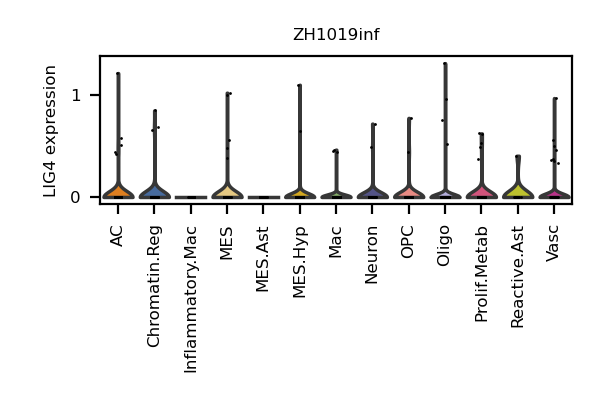 ZH1019inf
LIG4 expression
1
0
AC
Chromatin.Reg
Inflammatory.Mac
MES
MES.Ast
MES.Hyp
Mac
Neuron
OPC
Oligo
Prolif.Metab
Reactive.Ast
Vasc